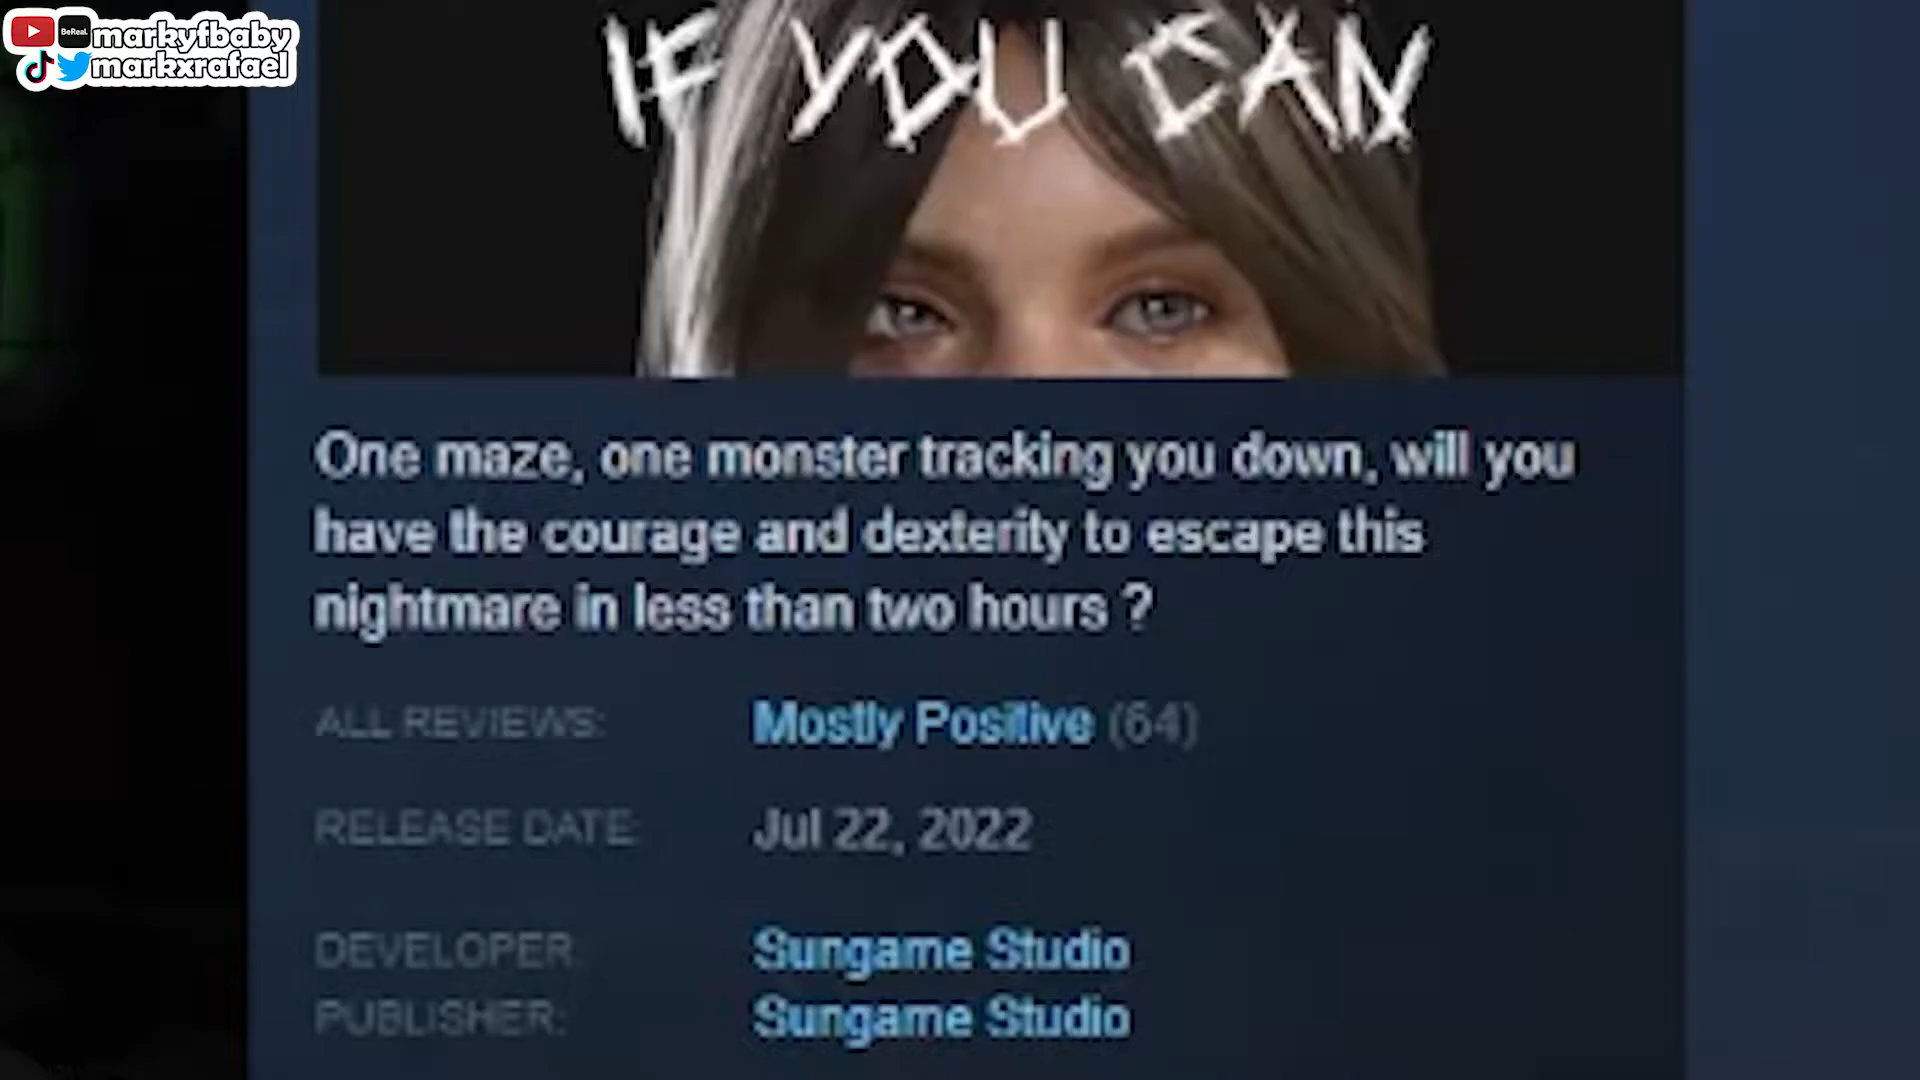 BeReal.
markyfbaby
markxrafael
IF YOU CAN
One maze, one monster tracking you down, will you
have the courage and dexterity to escape this
nightmare in less than two hours ?
ALL REVIEWS: Mostly Positive (64)
RELEASE DATE: Jul 22, 2022
DEVELOPER: Sungame Studio
PUBLISHER: Sungame Studio